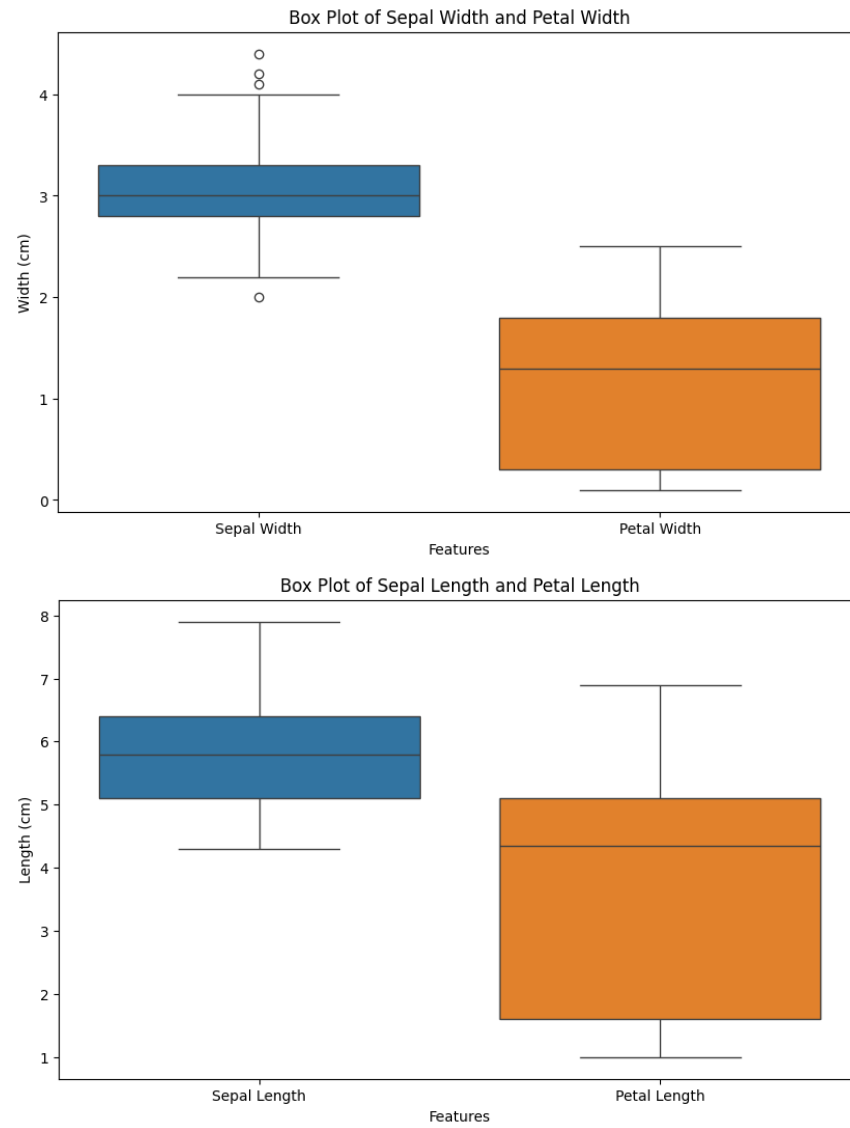 Box Plot of Sepal Width and Petal Width
4
3
2
1
0
Width (cm)
Sepal Width
Petal Width
Features
Box Plot of Sepal Length and Petal Length
8
7
6
5
4
3
2
1
Length (cm)
Sepal Length
Petal Length
Features